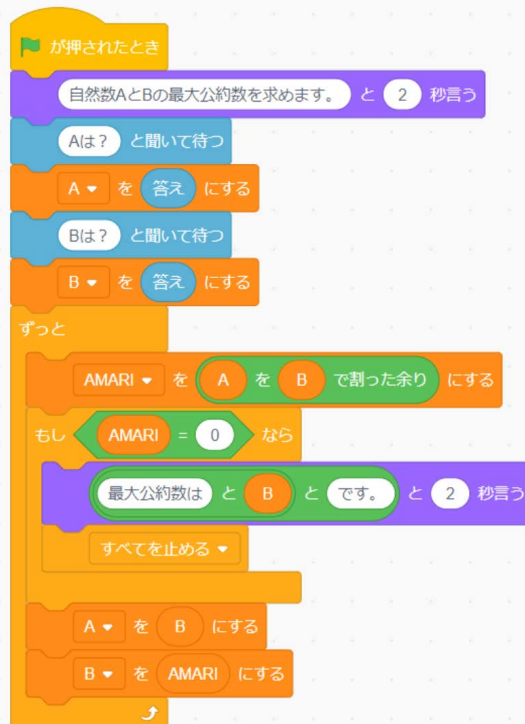 が押されたとき
自然数AとBの最大公約数を求めます。 と 2 秒言う
Aは？ と聞いて待つ
A を 答え にする
Bは？ と聞いて待つ
B を 答え にする
ずっと
AMARI を A を B で割った余り にする
もし AMARI = 0 なら
最大公約数は と B と です。 と 2 秒言う
すべてを止める
A を B にする
B を AMARI にする